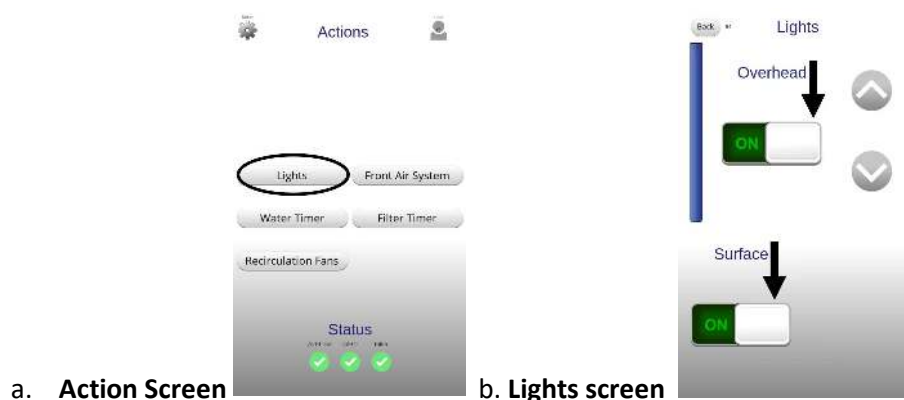 Actions
Lights
Front Air System
Water Timer
Filter Timer
Recirculation Fans
Status
a. Action Screen
Back
Lights
Overhead
ON
Surface
ON
b. Lights screen